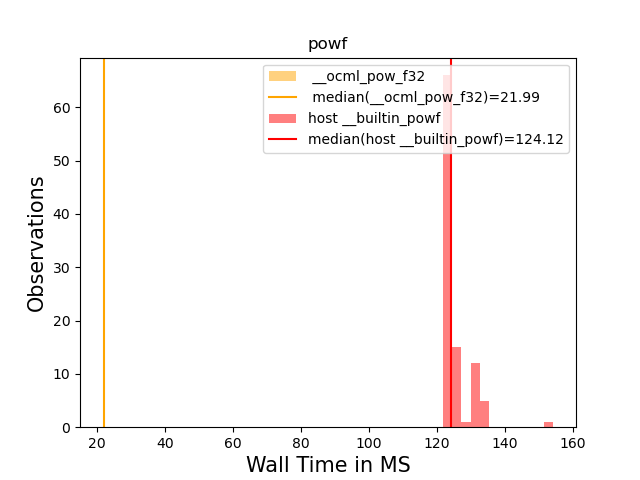 powf
__ocml_pow_f32
median(__ocml_pow_f32)=21.99
host __builtin_powf
median(host __builtin_powf)=124.12
Observations
60
50
40
30
20
10
0
20 40 60 80 100 120 140 160
Wall Time in MS